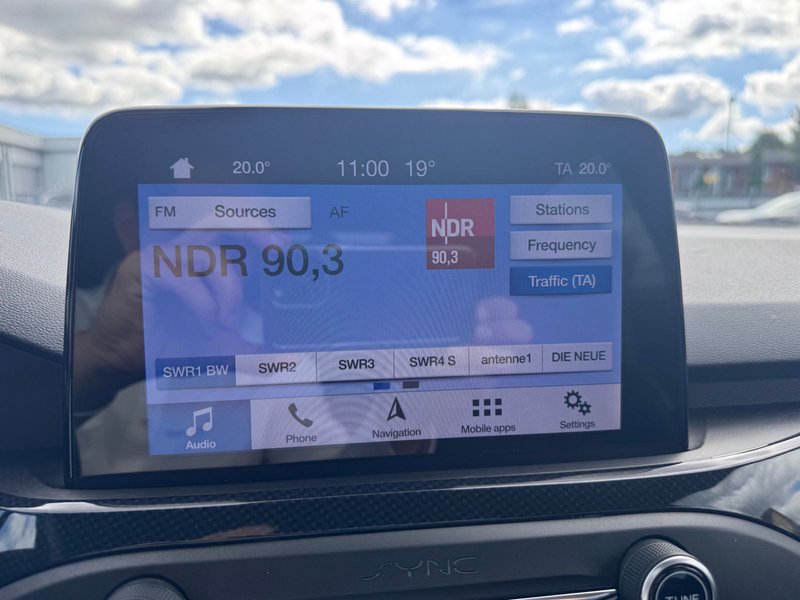 20.0° 11:00 19° TA 20.0°
FM Sources AF
NDR 90,3
NDR
90,3
Stations
Frequency
Traffic (TA)
SWR1 BW SWR2 SWR3 SWR4 S antenne1 DIE NEUE
Audio Phone Navigation Mobile apps Settings
SYNC
TUNE